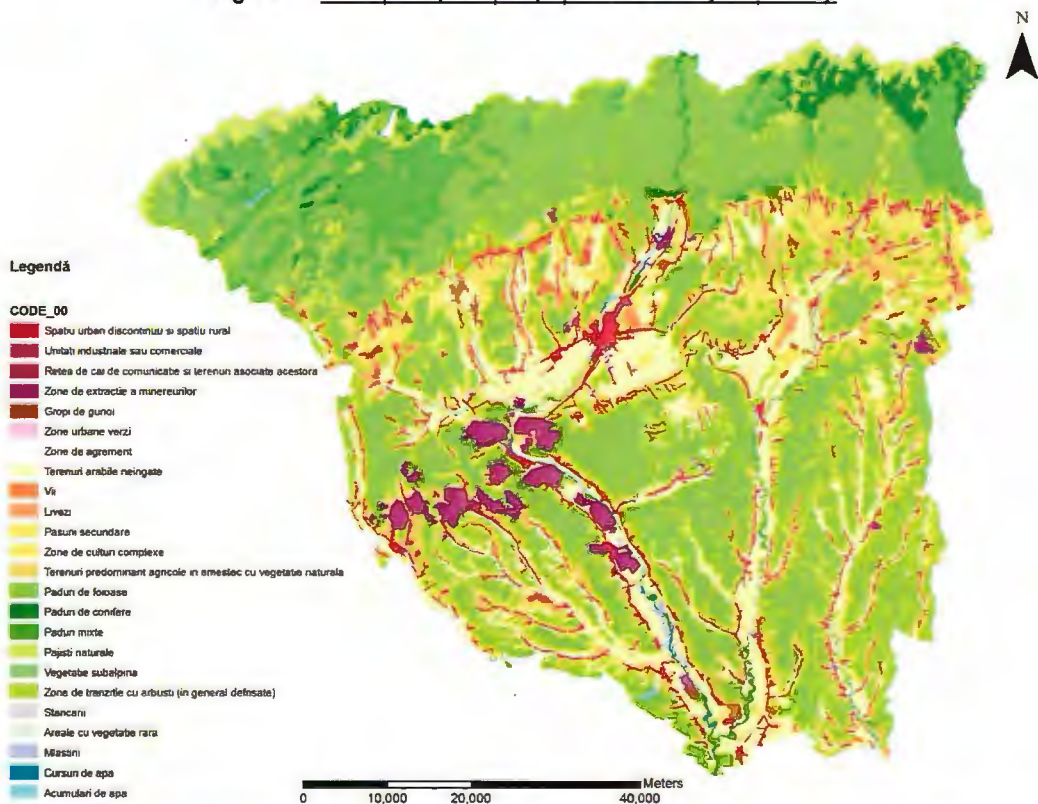 N
Legendă
CODE_00
Spatiu urban discontinuu si spatiu rural
Unitati industriale sau comerciale
Retea de cai de comunicatie si terenuri asociate acestora
Zone de extractie a minereurilor
Gropi de gunoi
Zone urbane verzi
Zone de agrement
Terenuri arabile neirigate
Vii
Livezi
Pasuni secundare
Zone de culturi complexe
Terenuri predominant agricole in amestec cu vegetatie naturala
Paduri de foioase
Paduri de conifere
Paduri mixte
Pajisti naturale
Vegetatie subalpina
Zone de tranzitie cu arbusti (in general defrisate)
Stancarii
Areale cu vegetatie rara
Mlastini
Cursuri de apa
Acumulari de apa
Meters
0 10,000 20,000 40,000